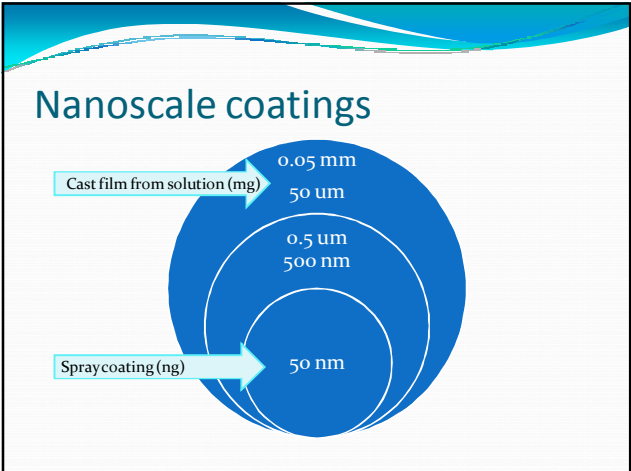 Nanoscale coatings
0.05 mm
Cast film from solution (mg)
50 um
0.5 um
500 nm
Spray coating (ng)
50 nm